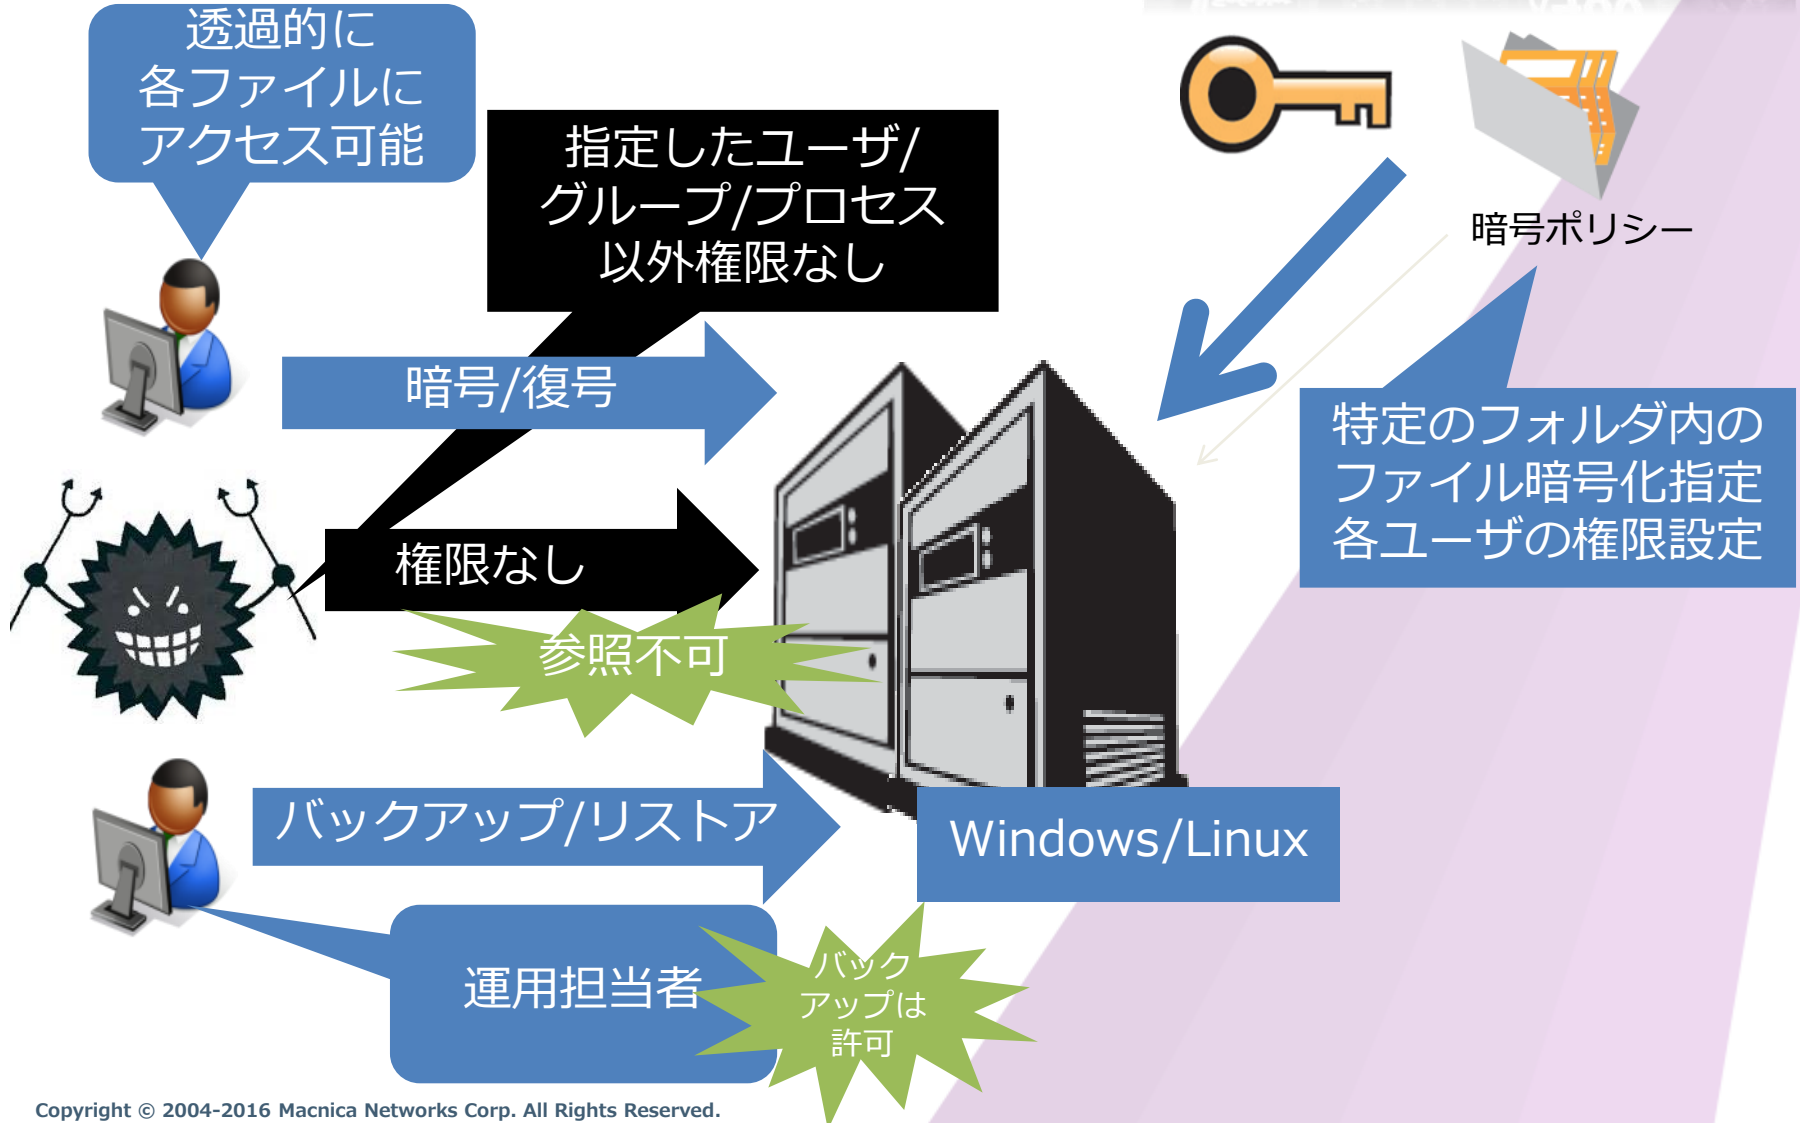 透過的に
各ファイルに
アクセス可能
指定したユーザ/
グループ/プロセス
以外権限なし
暗号ポリシー
暗号/復号
特定のフォルダ内の
ファイル暗号化指定
各ユーザの権限設定
権限なし
参照不可
バックアップ/リストア
Windows/Linux
運用担当者
バック
アップは
許可
Copyright © 2004-2016 Macnica Networks Corp. All Rights Reserved.